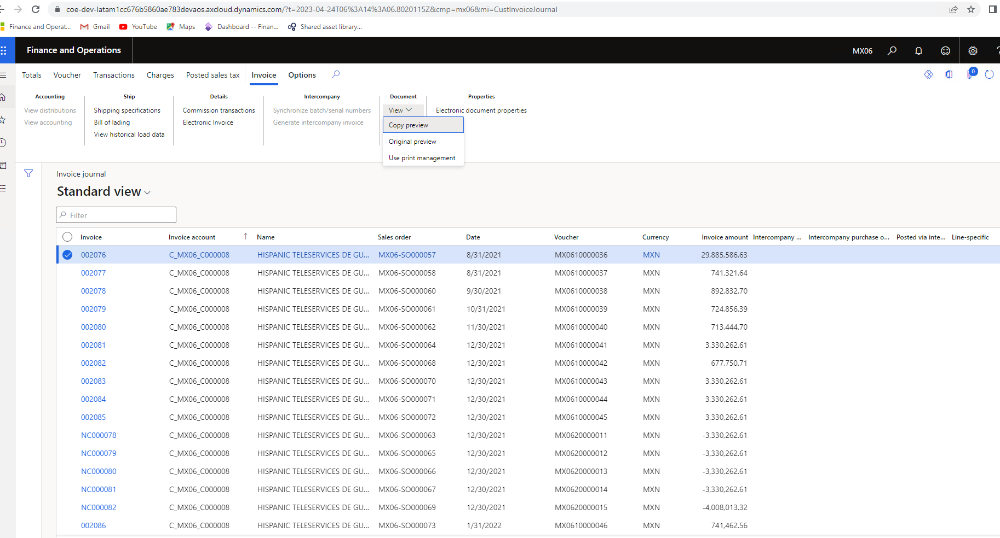 coe-dev-latam1cc676b5860ae783devaos.axcloud.dynamics.com/?t=2023-04-24T06%3A14%3A06.8020115Z&cmp=mx06&mi=CustInvoiceJournal
Finance and Operat... Gmail YouTube Maps Dashboard -- Finan... Shared asset library...
Finance and Operations MX06 ?
Totals Voucher Transactions Charges Posted sales tax Invoice Options 0
Accounting Ship Details Intercompany Document Properties
View distributions Shipping specifications Commission transactions Synchronize batch/serial numbers View Electronic document properties
View accounting Bill of lading Electronic Invoice Generate intercompany invoice Copy preview
View historical load data
Original preview
Use print management
Invoice journal
Standard view
Filter
Invoice Invoice account Name Sales order Date Voucher Currency Invoice amount Intercompany ... Intercompany purchase o... Posted via inte... Line-specific
002076 C_MX06_C000008 HISPANIC TELESERVICES DE GU... MX06-SO000057 8/31/2021 MX0610000036 MXN 29,885,586.63
002077 C_MX06_C000008 HISPANIC TELESERVICES DE GU... MX06-SO000058 8/31/2021 MX0610000037 MXN 741,321.64
002078 C_MX06_C000008 HISPANIC TELESERVICES DE GU... MX06-SO000060 9/30/2021 MX0610000038 MXN 892,832.70
002079 C_MX06_C000008 HISPANIC TELESERVICES DE GU... MX06-SO000061 10/31/2021 MX0610000039 MXN 724,856.39
002080 C_MX06_C000008 HISPANIC TELESERVICES DE GU... MX06-SO000062 11/30/2021 MX0610000040 MXN 713,444.70
002081 C_MX06_C000008 HISPANIC TELESERVICES DE GU... MX06-SO000064 12/30/2021 MX0610000041 MXN 3,330,262.61
002082 C_MX06_C000008 HISPANIC TELESERVICES DE GU... MX06-SO000068 12/30/2021 MX0610000042 MXN 677,750.71
002083 C_MX06_C000008 HISPANIC TELESERVICES DE GU... MX06-SO000070 12/30/2021 MX0610000043 MXN 3,330,262.61
002084 C_MX06_C000008 HISPANIC TELESERVICES DE GU... MX06-SO000071 12/30/2021 MX0610000044 MXN 3,330,262.61
002085 C_MX06_C000008 HISPANIC TELESERVICES DE GU... MX06-SO000072 12/30/2021 MX0610000045 MXN 3,330,262.61
NC000078 C_MX06_C000008 HISPANIC TELESERVICES DE GU... MX06-SO000063 12/30/2021 MX0620000011 MXN -3,330,262.61
NC000079 C_MX06_C000008 HISPANIC TELESERVICES DE GU... MX06-SO000065 12/30/2021 MX0620000012 MXN -3,330,262.61
NC000080 C_MX06_C000008 HISPANIC TELESERVICES DE GU... MX06-SO000066 12/30/2021 MX0620000013 MXN -3,330,262.61
NC000081 C_MX06_C000008 HISPANIC TELESERVICES DE GU... MX06-SO000067 12/30/2021 MX0620000014 MXN -3,330,262.61
NC000082 C_MX06_C000008 HISPANIC TELESERVICES DE GU... MX06-SO000069 12/30/2021 MX0620000015 MXN -4,008,013.32
002086 C_MX06_C000008 HISPANIC TELESERVICES DE GU... MX06-SO000073 1/31/2022 MX0610000046 MXN 741,462.56